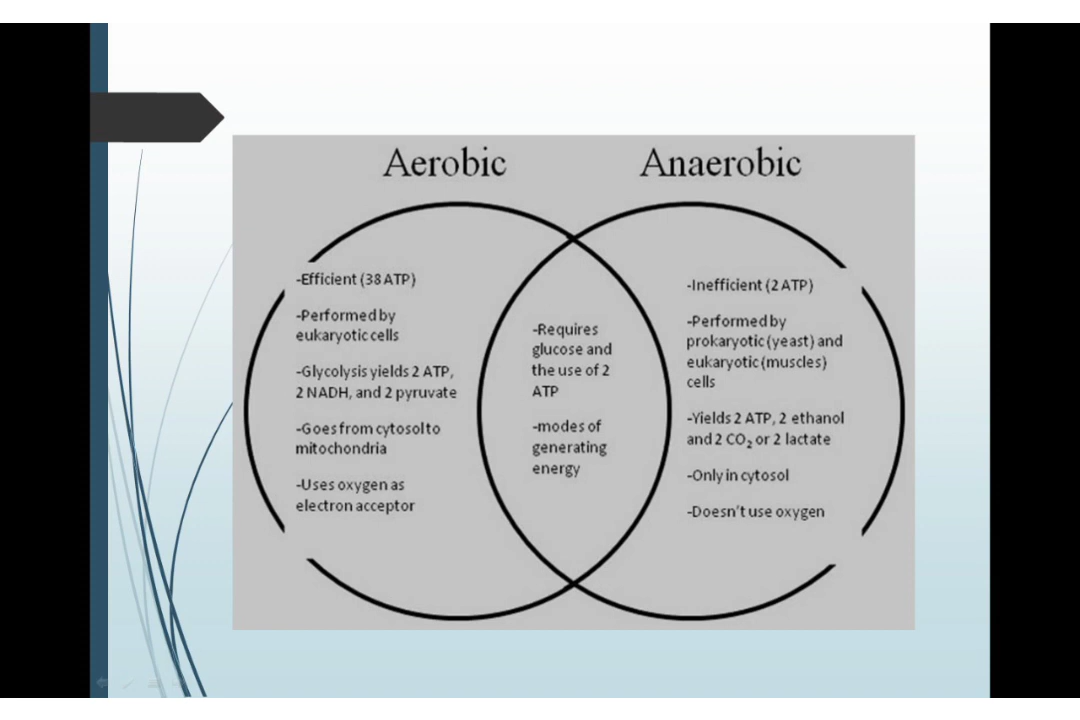 Aerobic
Anaerobic
-Efficient (38 ATP)
-Performed by
eukaryotic cells
-Glycolysis yields 2 ATP,
2 NADH, and 2 pyruvate
-Goes from cytosol to
mitochondria
-Uses oxygen as
electron acceptor
-Requires
glucose and
the use of 2
ATP
-modes of
generating
energy
-Inefficient (2 ATP)
-Performed by
prokaryotic (yeast) and
eukaryotic (muscles)
cells
-Yields 2 ATP, 2 ethanol
and 2 CO₂ or 2 lactate
-Only in cytosol
-Doesn't use oxygen